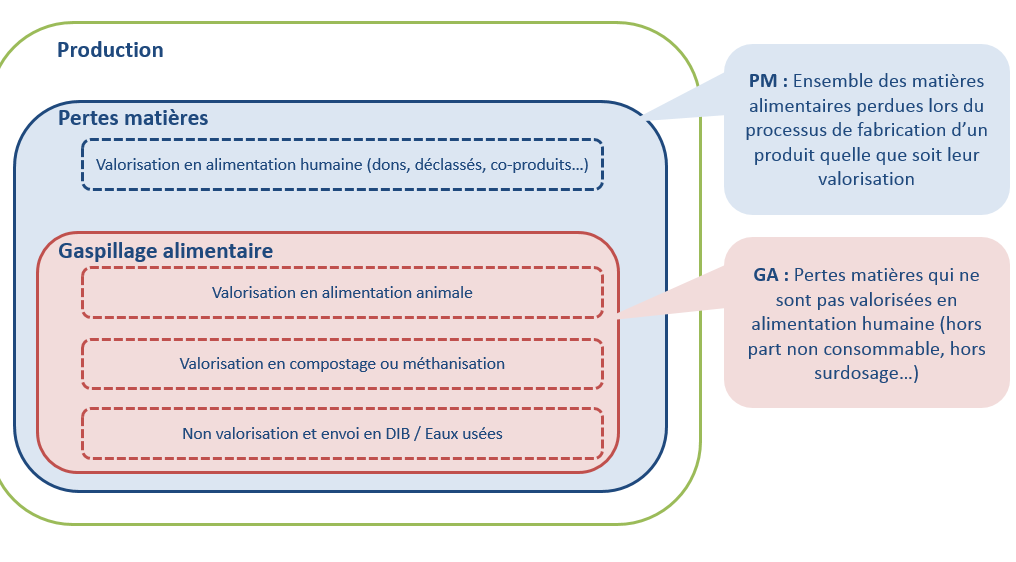 Production
Pertes matières
Valorisation en alimentation humaine (dons, déclassés, co-produits…)
Gaspillage alimentaire
Valorisation en alimentation animale
Valorisation en compostage ou méthanisation
Non valorisation et envoi en DIB / Eaux usées
PM : Ensemble des matières
alimentaires perdues lors du
processus de fabrication d’un
produit quelle que soit leur
valorisation
GA : Pertes matières qui ne
sont pas valorisées en
alimentation humaine (hors
part non consommable, hors
surdosage…)